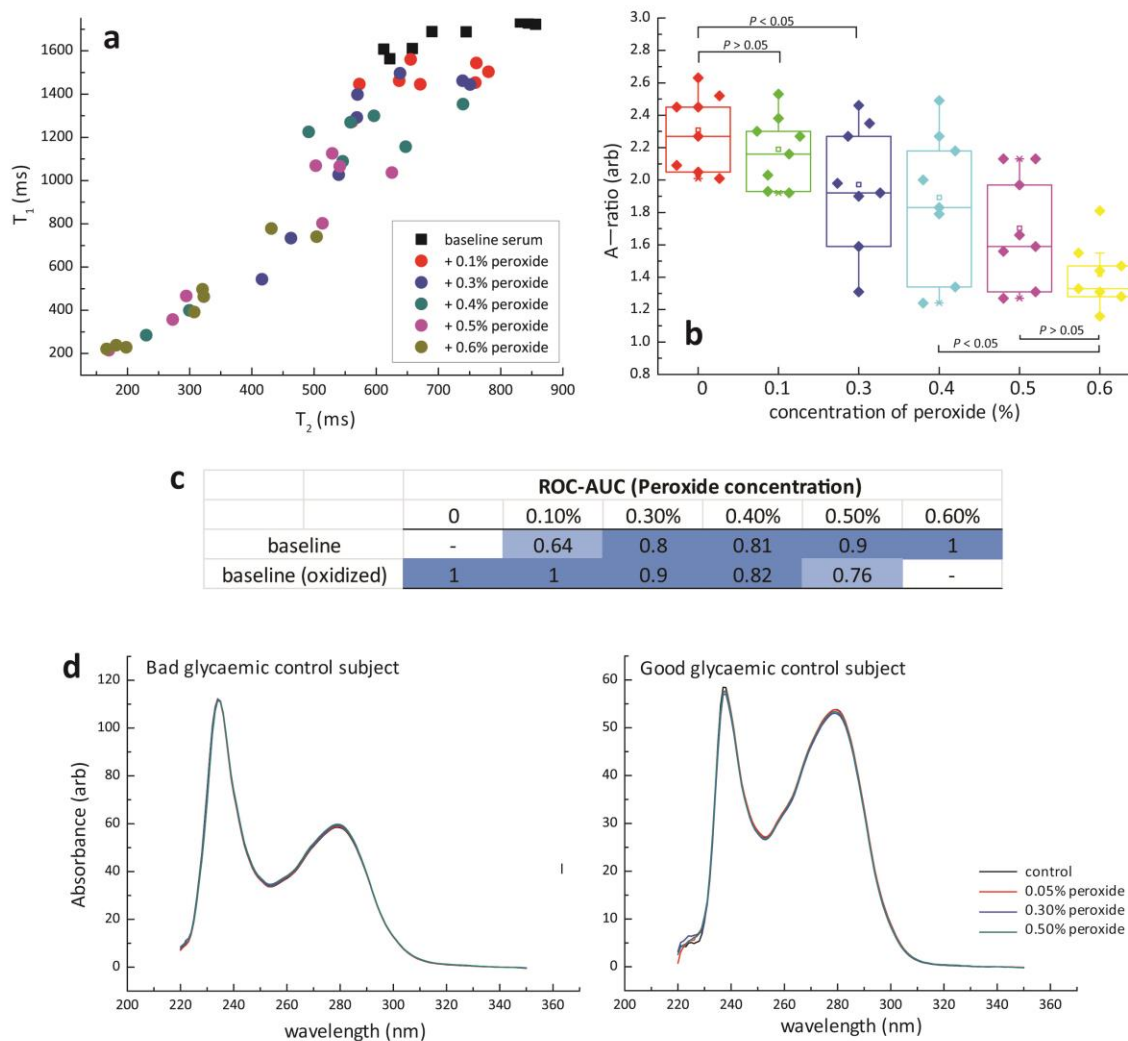 a
T₁ (ms)
1600
1400
1200
1000
800
600
400
200
200 300 400 500 600 700 800 900
T₂ (ms)
baseline serum
+ 0.1% peroxide
+ 0.3% peroxide
+ 0.4% peroxide
+ 0.5% peroxide
+ 0.6% peroxide
b
A—ratio (arb)
3.0
2.8
2.6
2.4
2.2
2.0
1.8
1.6
1.4
1.2
1.0
0.8
P < 0.05
P > 0.05
P > 0.05
P < 0.05
0 0.1 0.3 0.4 0.5 0.6
concentration of peroxide (%)
c
ROC-AUC (Peroxide concentration)
0 0.10% 0.30% 0.40% 0.50% 0.60%
baseline - 0.64 0.8 0.81 0.9 1
baseline (oxidized) 1 1 0.9 0.82 0.76 -
d
Bad glycaemic control subject
Absorbance (arb)
120
100
80
60
40
20
0
200 220 240 260 280 300 320 340 360
wavelength (nm)
Good glycaemic control subject
60
50
40
30
20
10
0
200 220 240 260 280 300 320 340 360
wavelength (nm)
control
0.05% peroxide
0.30% peroxide
0.50% peroxide